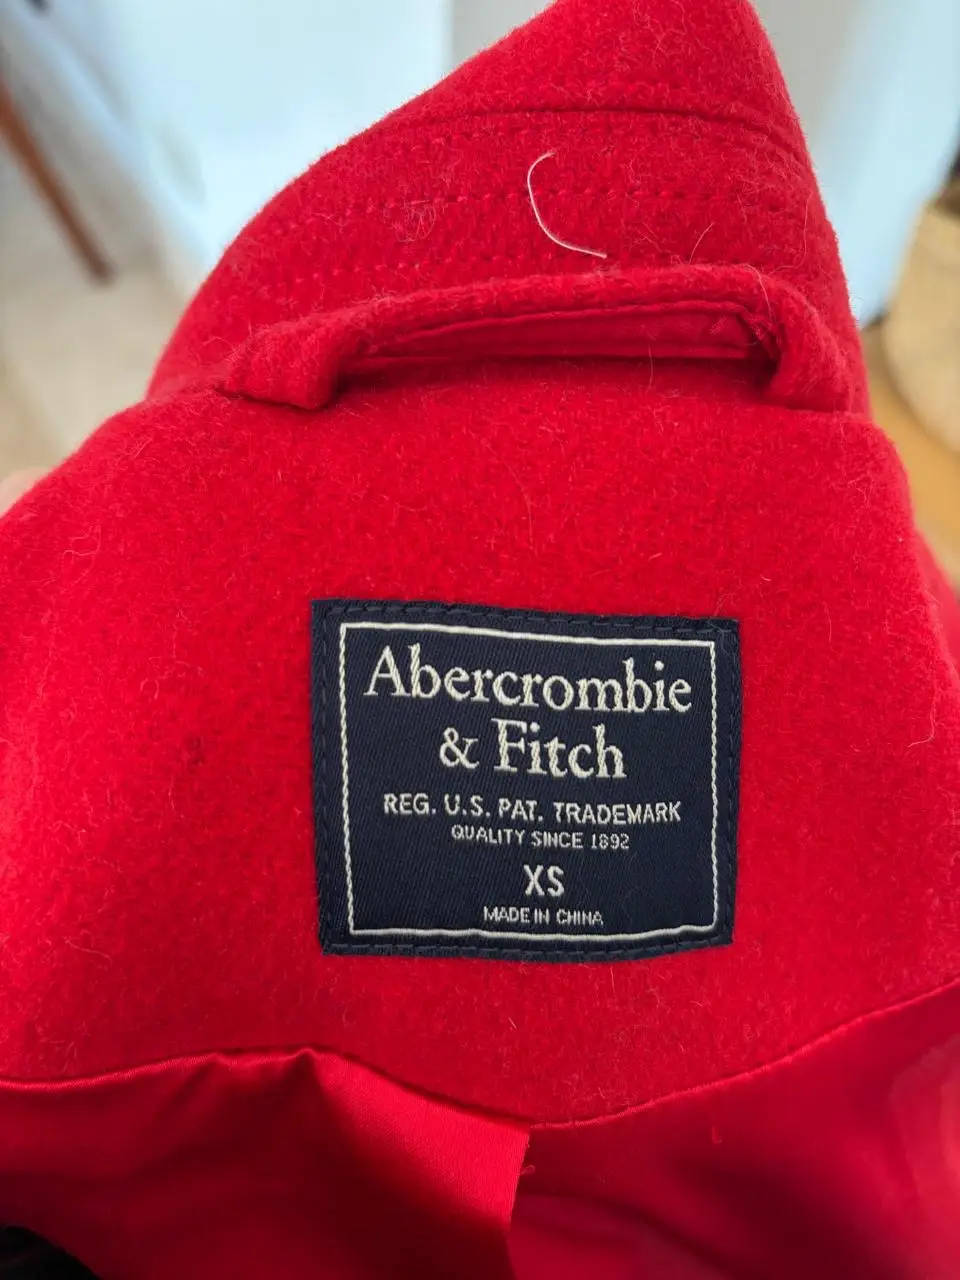 Abercrombie
& Fitch
REG. U.S. PAT. TRADEMARK
QUALITY SINCE 1892
XS
MADE IN CHINA